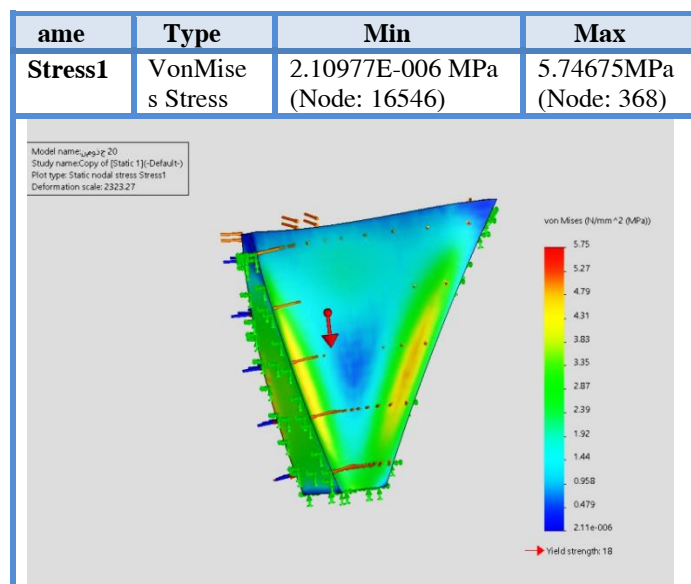 ame Type Min Max
Stress1 VonMise
s Stress 2.10977E-006 MPa
(Node: 16546) 5.74675MPa
(Node: 368)
Model name:نموذج 20
Study name:Copy of [Static 1](-Default-)
Plot type: Static nodal stress Stress1
Deformation scale: 2323.27
von Mises (N/mm^2 (MPa))
5.75
5.27
4.79
4.31
3.83
3.35
2.87
2.39
1.92
1.44
0.958
0.479
2.11e-006
Yield strength: 18